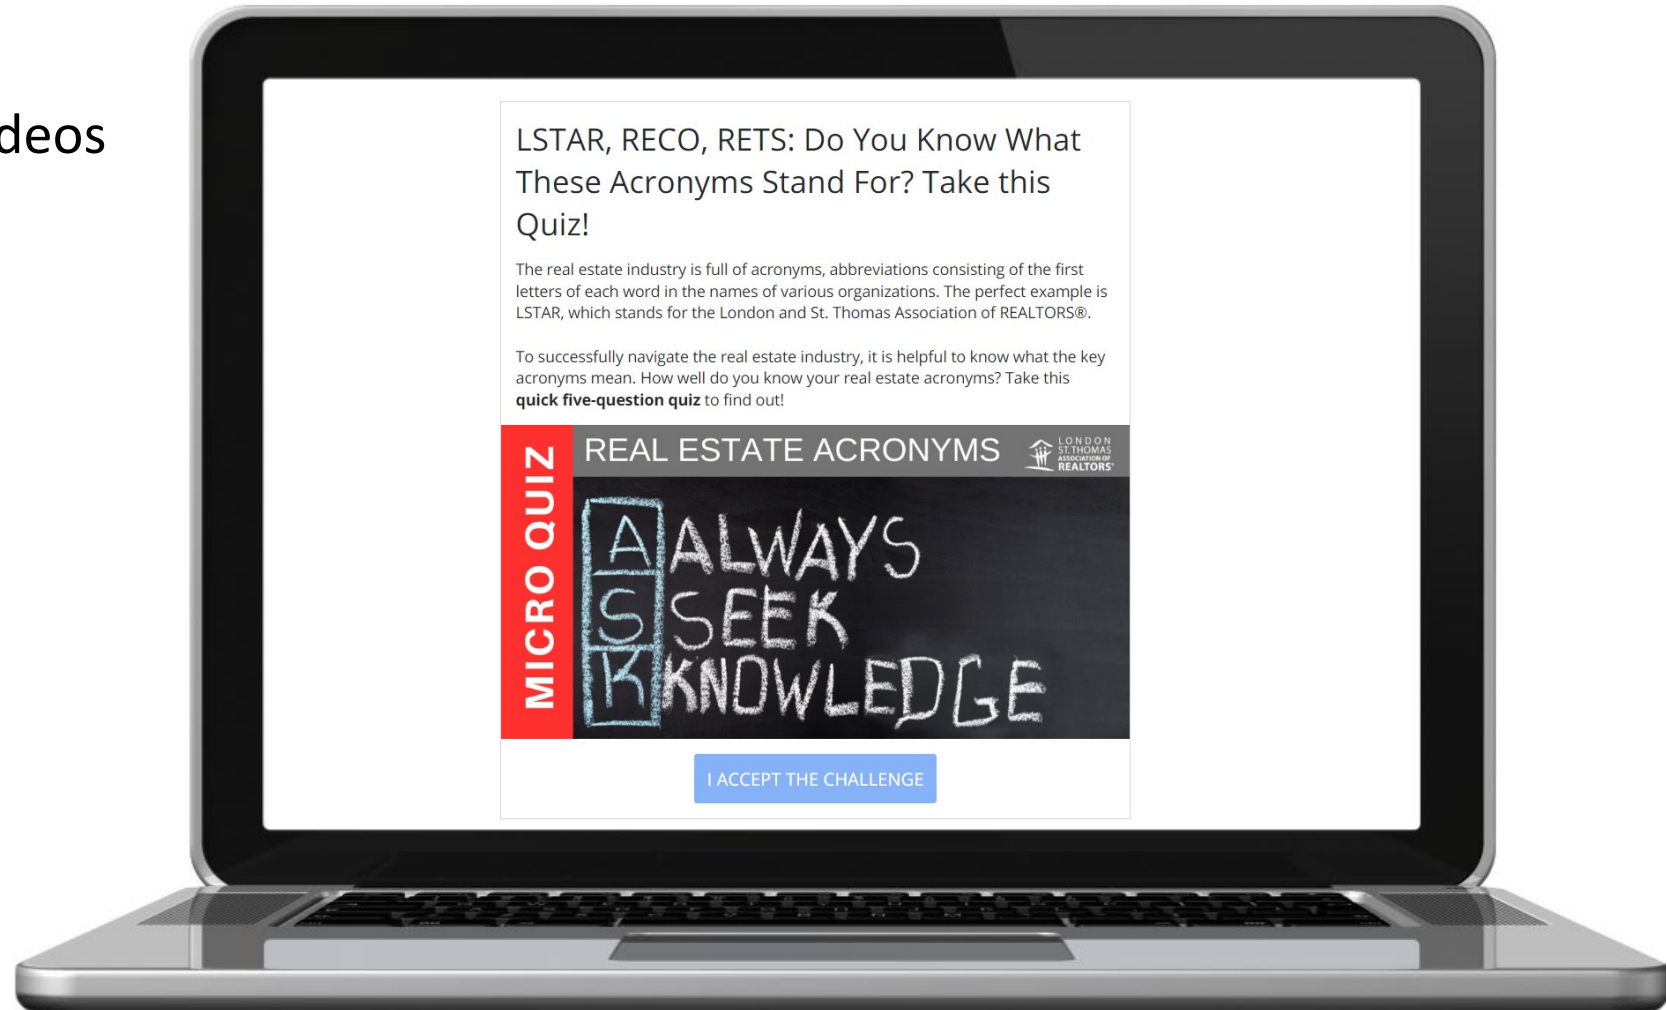 deos
LSTAR, RECO, RETS: Do You Know What
These Acronyms Stand For? Take this
Quiz!
The real estate industry is full of acronyms, abbreviations consisting of the first
letters of each word in the names of various organizations. The perfect example is
LSTAR, which stands for the London and St. Thomas Association of REALTORS®.
To successfully navigate the real estate industry, it is helpful to know what the key
acronyms mean. How well do you know your real estate acronyms? Take this
quick five-question quiz to find out!
MICRO QUIZ
REAL ESTATE ACRONYMS
LONDON
ST.THOMAS
ASSOCIATION OF
REALTORS®
A ALWAYS
S SEEK
K KNOWLEDGE
I ACCEPT THE CHALLENGE